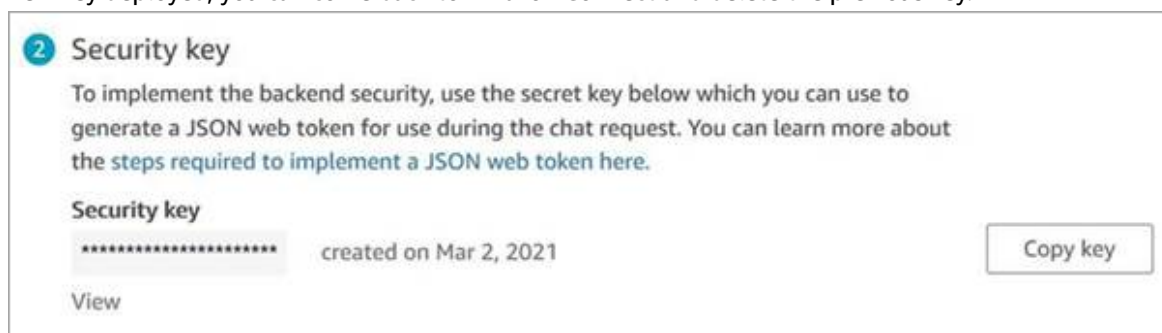 2 Security key
To implement the backend security, use the secret key below which you can use to
generate a JSON web token for use during the chat request. You can learn more about
the steps required to implement a JSON web token here.
Security key
********************** created on Mar 2, 2021 Copy key
View